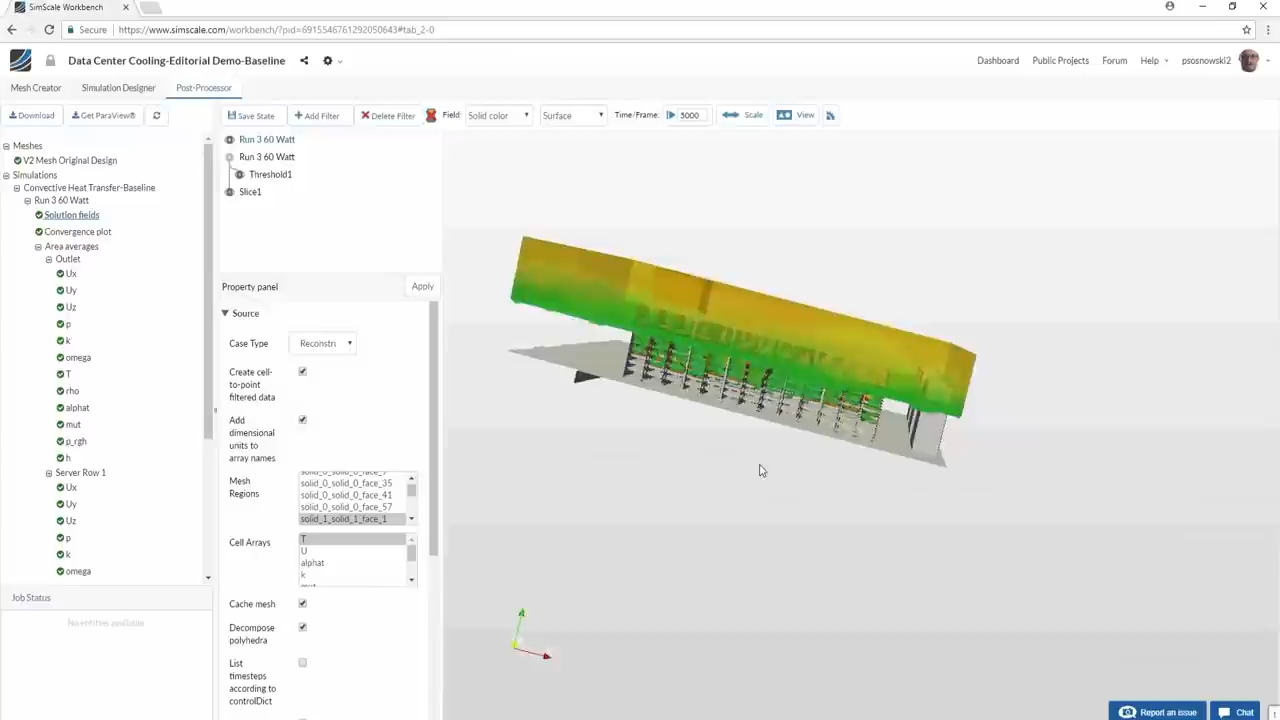 SimScale Workbench
Secure https://www.simscale.com/workbench/?pid=6915546761292050643#tab_2-0
Data Center Cooling-Editorial Demo-Baseline
Dashboard Public Projects Forum Help psosnowski2
Mesh Creator Simulation Designer Post-Processor
Download Get ParaView® Save State Add Filter Delete Filter Field: Solid color Surface Time/Frame: 5000 Scale View
Meshes
V2 Mesh Original Design
Simulations
Convective Heat Transfer-Baseline
Run 3 60 Watt
Solution fields
Convergence plot
Area averages
Outlet
Ux
Uy
Uz
p
k
omega
T
rho
alphat
mut
p_rgh
h
Server Row 1
Ux
Uy
Uz
p
k
omega
Job Status
No entities available
Run 3 60 Watt
Run 3 60 Watt
Threshold1
Slice1
Property panel Apply
Source
Case Type Reconstr
Create cell-
to-point
filtered data
Add
dimensional
units to
array names
Mesh
Regions
solid_0_solid_0_face_35
solid_0_solid_0_face_41
solid_0_solid_0_face_57
solid_1_solid_1_face_1
Cell Arrays
T
U
alphat
k
mut
Cache mesh
Decompose
polyhedra
List
timesteps
according to
controlDict
Report an issue Chat